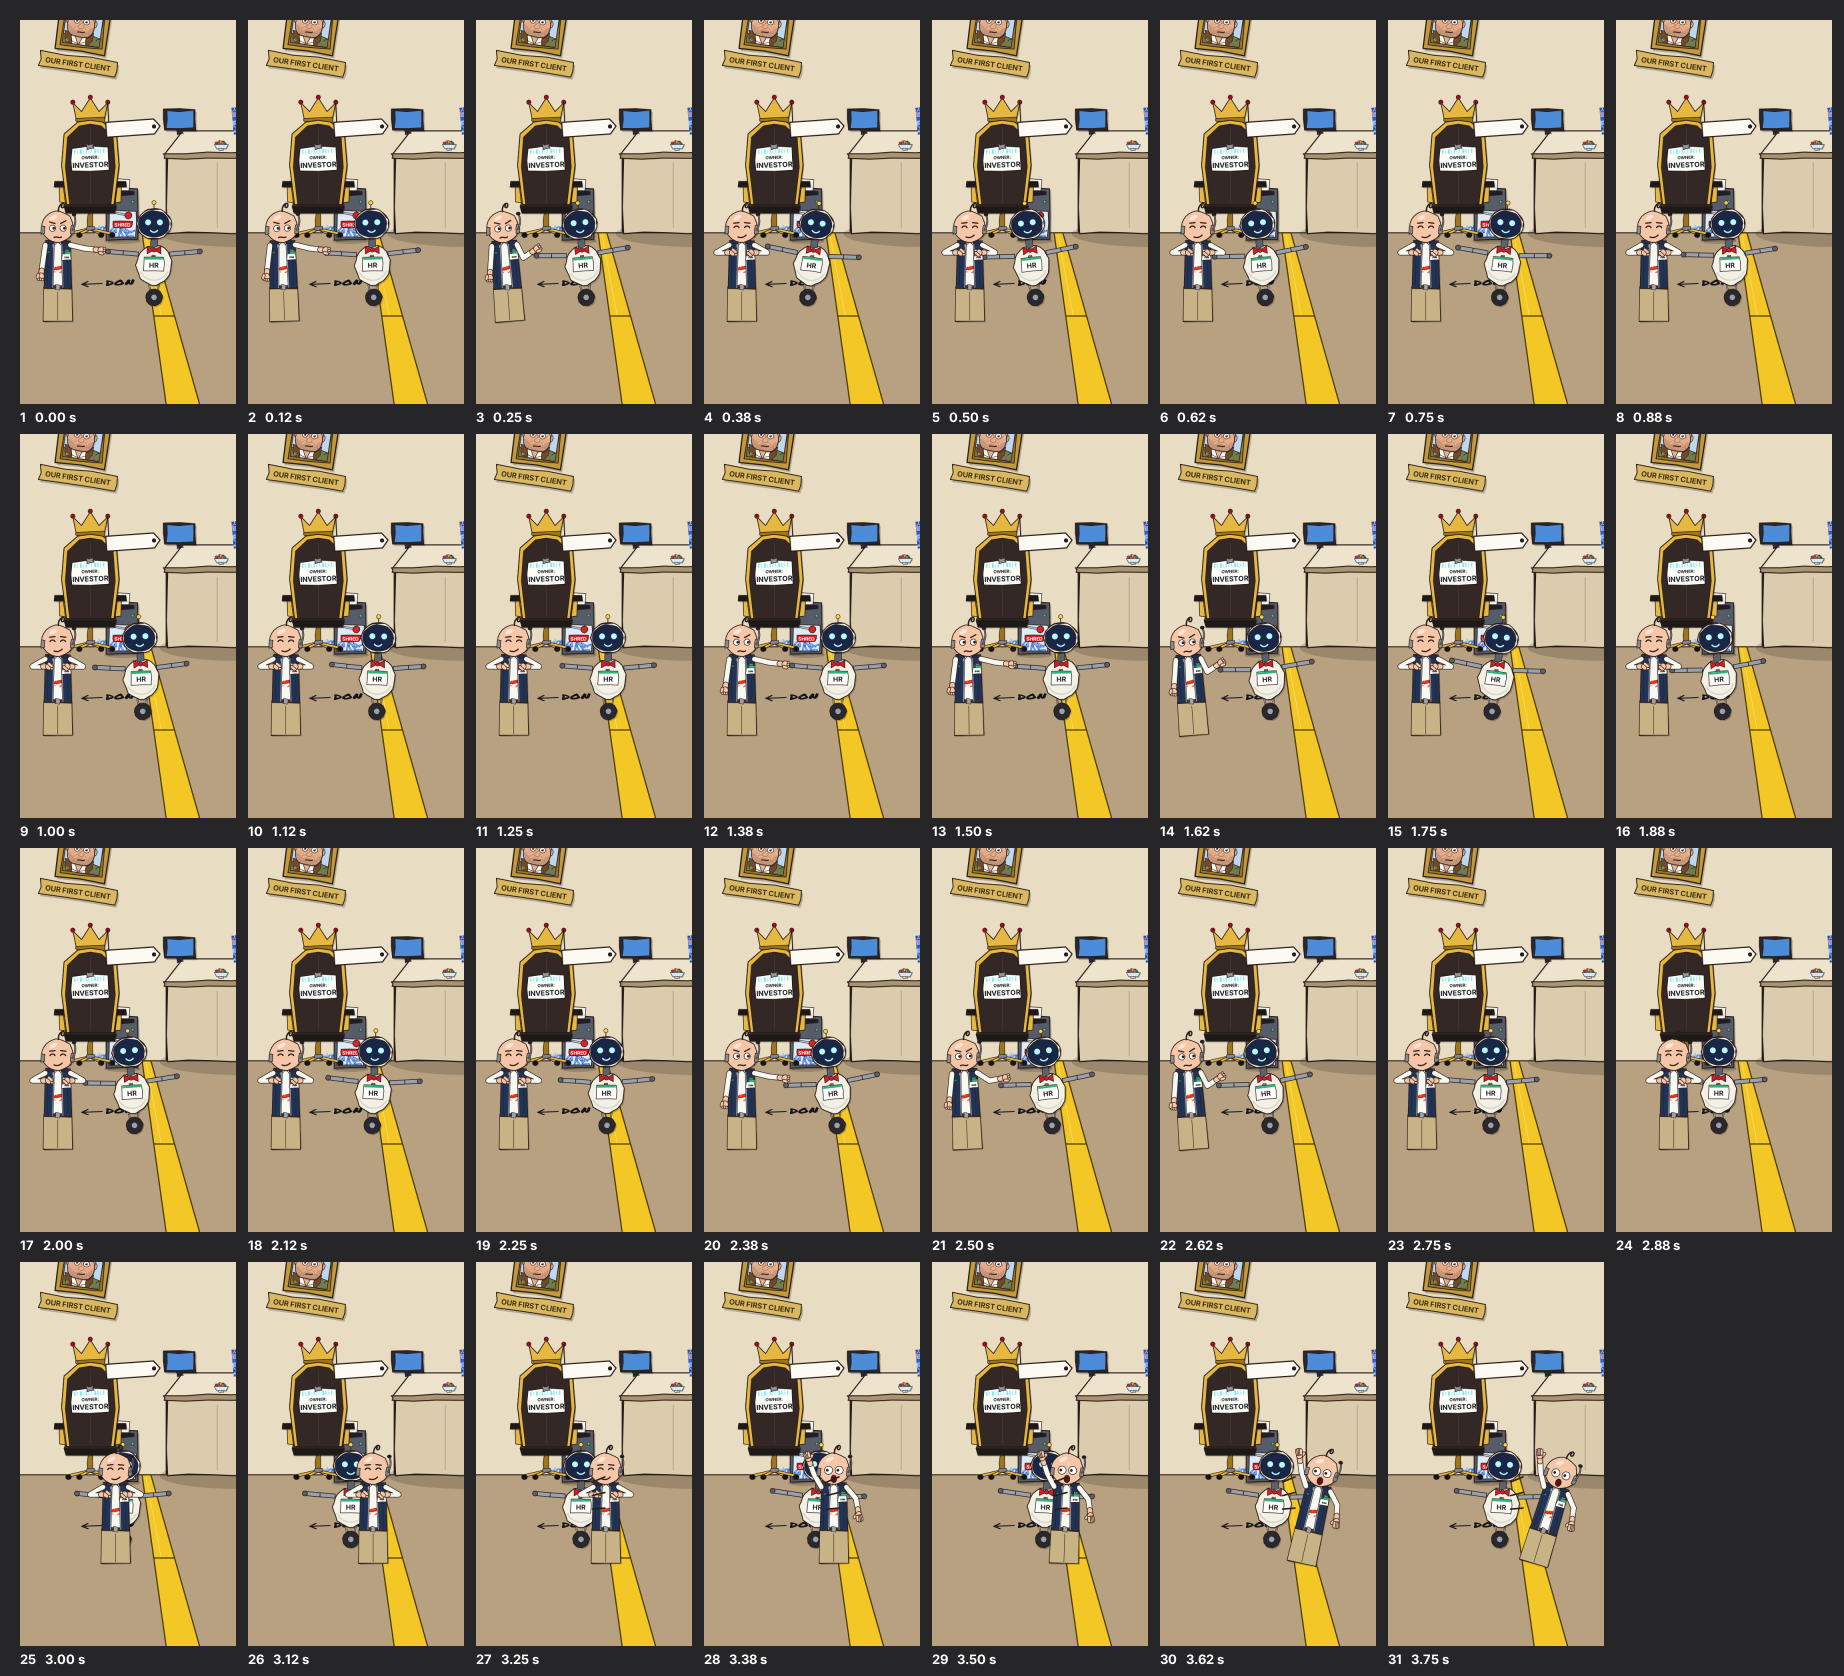 OUR FIRST CLIENT
OWNER:
INVESTOR
SHRED
HR
← DON
1 0.00 s
2 0.12 s
3 0.25 s
4 0.38 s
5 0.50 s
6 0.62 s
7 0.75 s
8 0.88 s
9 1.00 s
10 1.12 s
11 1.25 s
12 1.38 s
13 1.50 s
14 1.62 s
15 1.75 s
16 1.88 s
17 2.00 s
18 2.12 s
19 2.25 s
20 2.38 s
21 2.50 s
22 2.62 s
23 2.75 s
24 2.88 s
25 3.00 s
26 3.12 s
27 3.25 s
28 3.38 s
29 3.50 s
30 3.62 s
31 3.75 s